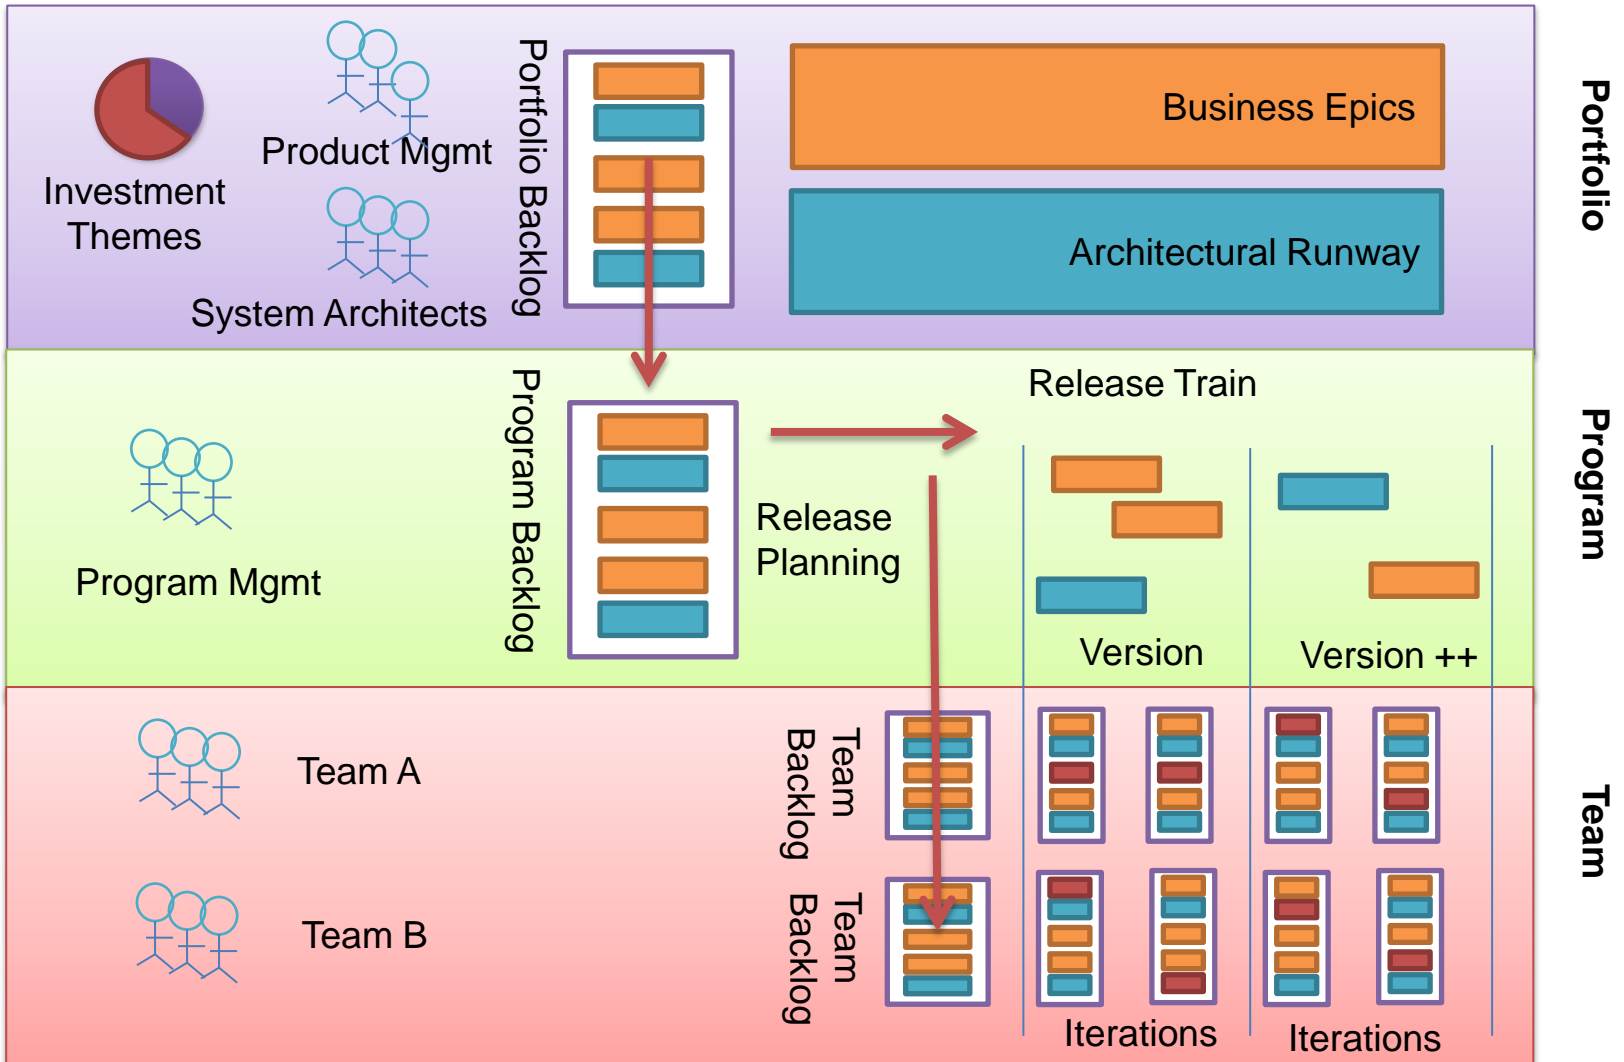 Portfolio Backlog
Business Epics
Product Mgmt
Investment
Themes
Architectural Runway
System Architects
Portfolio
Program Backlog
Release Train
Release
Planning
Program Mgmt
Version
Version ++
Program
Team A
Team
Backlog
Team B
Team
Backlog
Iterations
Iterations
Team